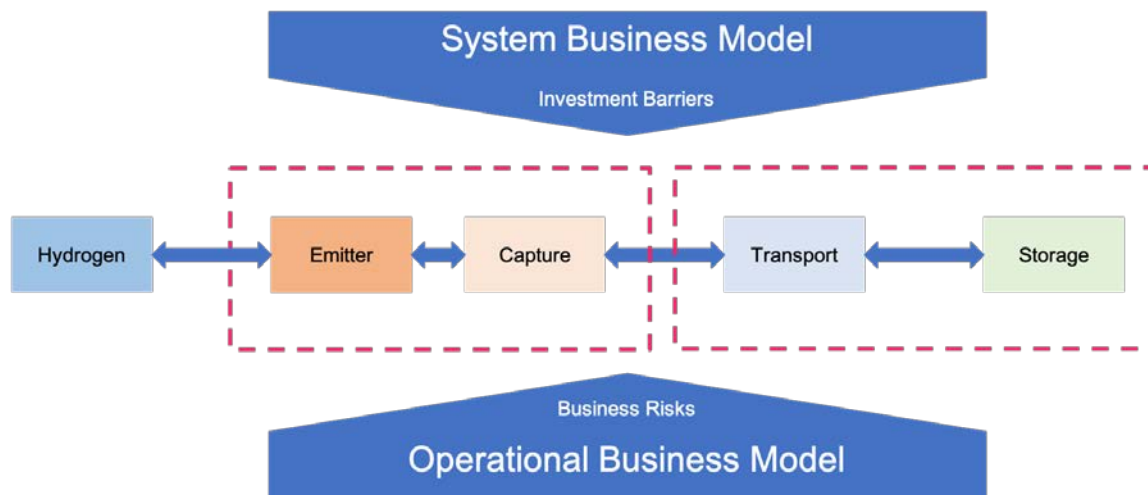 System Business Model
Investment Barriers
Hydrogen
Emitter
Capture
Transport
Storage
Business Risks
Operational Business Model